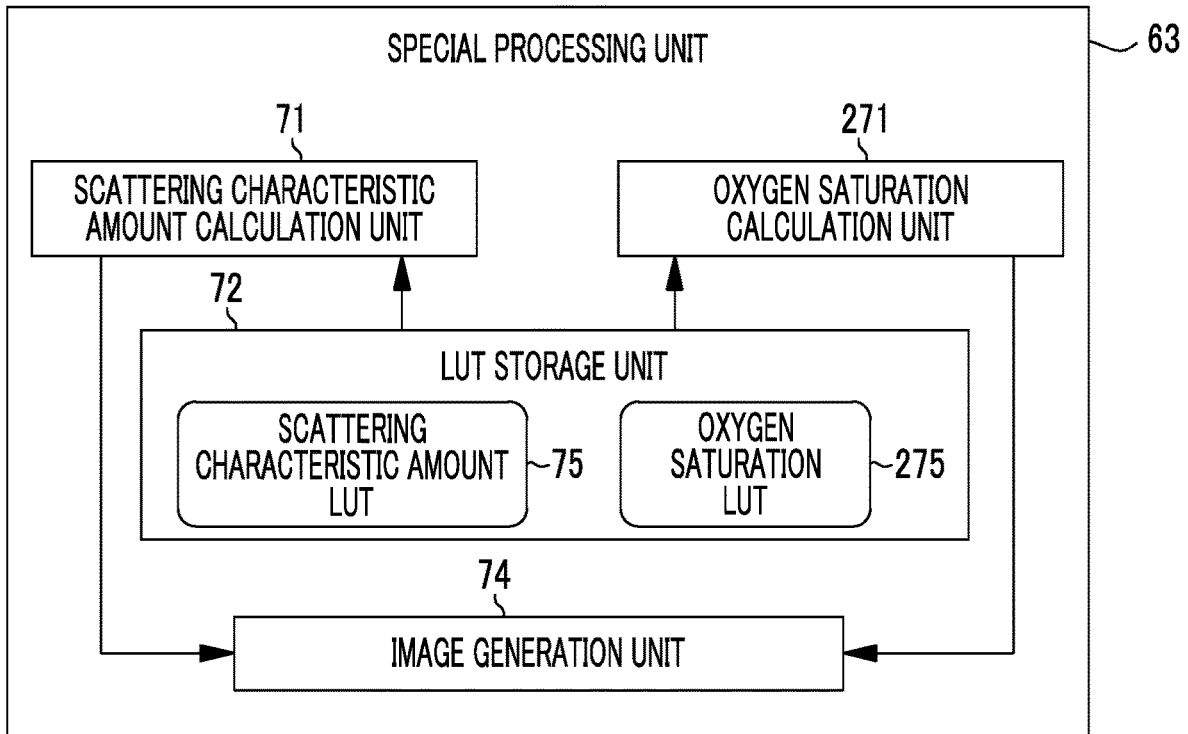 SPECIAL PROCESSING UNIT
63
71
SCATTERING CHARACTERISTIC
AMOUNT CALCULATION UNIT
271
OXYGEN SATURATION
CALCULATION UNIT
72
LUT STORAGE UNIT
SCATTERING
CHARACTERISTIC AMOUNT
LUT
75
OXYGEN
SATURATION
LUT
275
74
IMAGE GENERATION UNIT